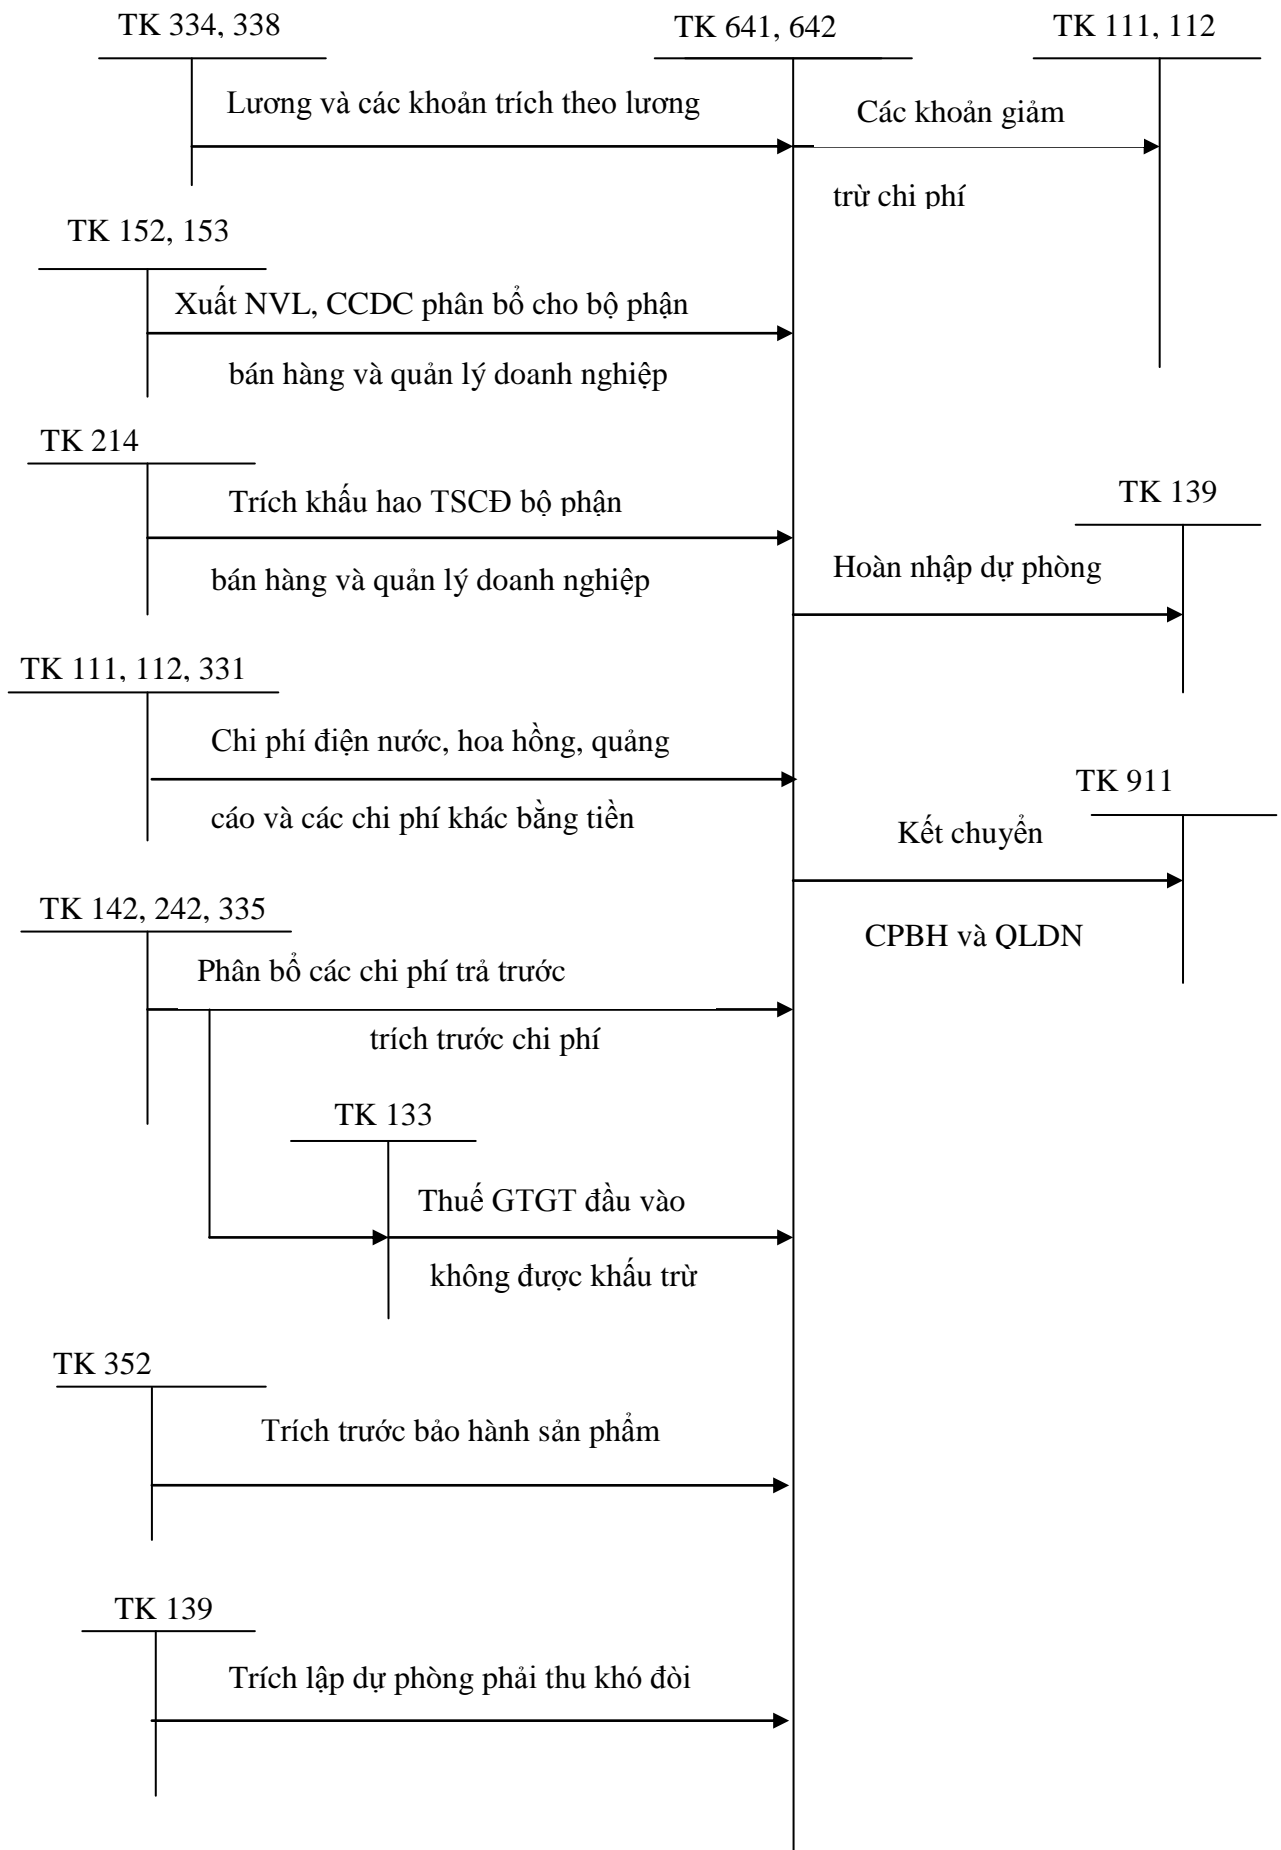 TK 334, 338
TK 641, 642
TK 111, 112
Lương và các khoản trích theo lương
Các khoản giảm
trừ chi phí
TK 152, 153
Xuất NVL, CCDC phân bổ cho bộ phận
bán hàng và quản lý doanh nghiệp
TK 214
Trích khấu hao TSCĐ bộ phận
bán hàng và quản lý doanh nghiệp
TK 139
Hoàn nhập dự phòng
TK 111, 112, 331
Chi phí điện nước, hoa hồng, quảng
cáo và các chi phí khác bằng tiền
TK 911
Kết chuyển
CPBH và QLDN
TK 142, 242, 335
Phân bổ các chi phí trả trước
trích trước chi phí
TK 133
Thuế GTGT đầu vào
không được khấu trừ
TK 352
Trích trước bảo hành sản phẩm
TK 139
Trích lập dự phòng phải thu khó đòi